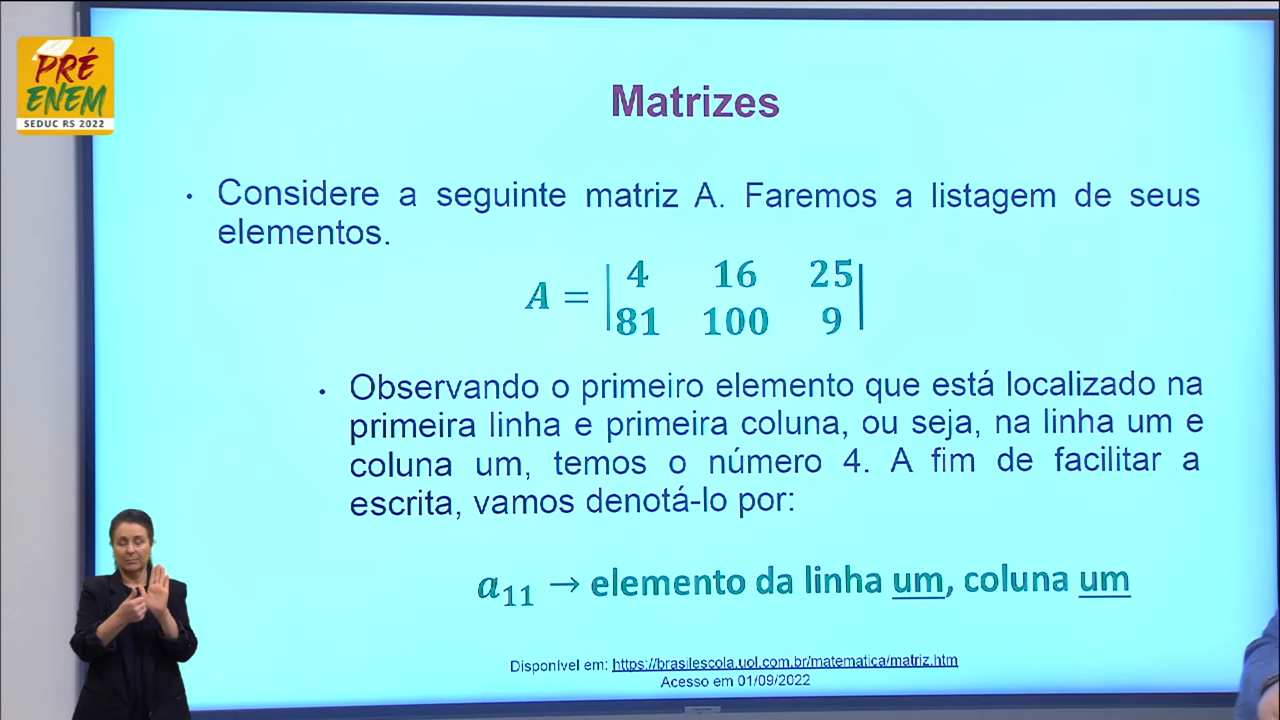 PRÉ
ENEM
SEDUC RS 2022
Matrizes
• Considere a seguinte matriz A. Faremos a listagem de seus
elementos.
A = |4 16 25|
|81 100 9|
• Observando o primeiro elemento que está localizado na
primeira linha e primeira coluna, ou seja, na linha um e
coluna um, temos o número 4. A fim de facilitar a
escrita, vamos denotá-lo por:
a₁₁ → elemento da linha um, coluna um
Disponível em: https://brasilescola.uol.com.br/matematica/matriz.htm
Acesso em 01/09/2022